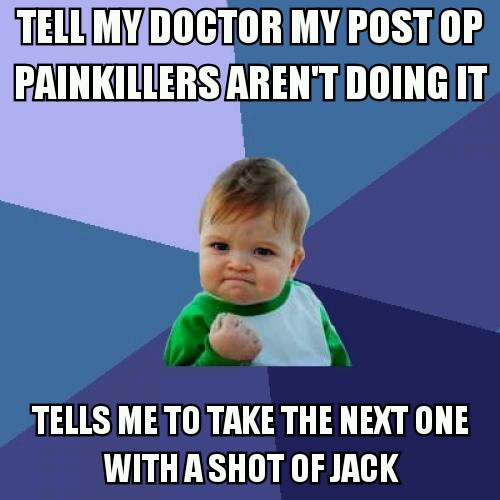 TELL MY DOCTOR MY POST OP
PAINKILLERS AREN'T DOING IT
TELLS ME TO TAKE THE NEXT ONE
WITH A SHOT OF JACK